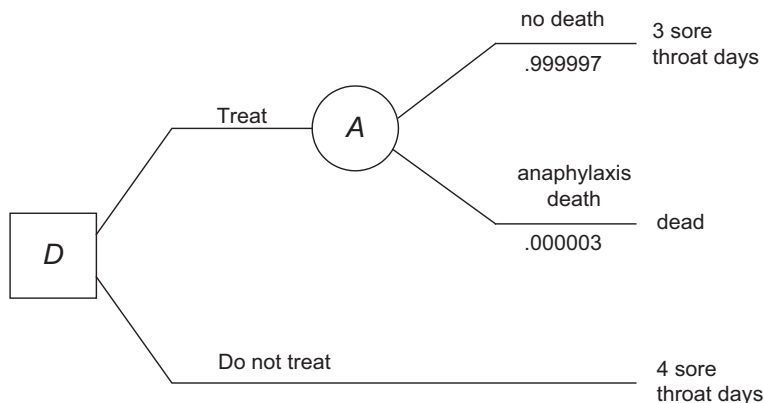 no death
.999997
3 sore
throat days
Treat
A
anaphylaxis
death
.000003
dead
D
Do not treat
4 sore
throat days